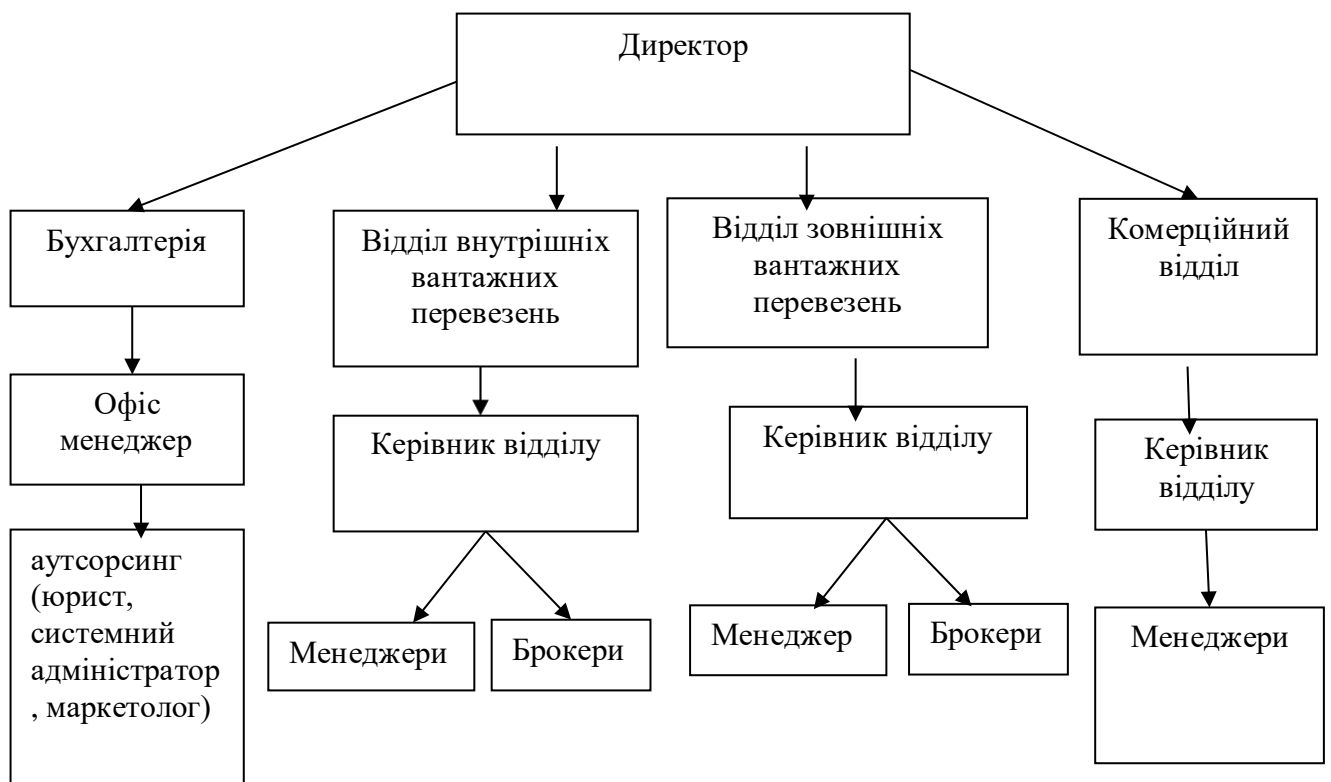 Директор
Бухгалтерія
Відділ внутрішніх
вантажних
перевезень
Відділ зовнішніх
вантажних
перевезень
Комерційний
відділ
Офіс
менеджер
Керівник відділу
Керівник відділу
Керівник
відділу
аутсорсинг
(юрист,
системний
адміністратор
, маркетолог)
Менеджери
Брокери
Менеджер
Брокери
Менеджери